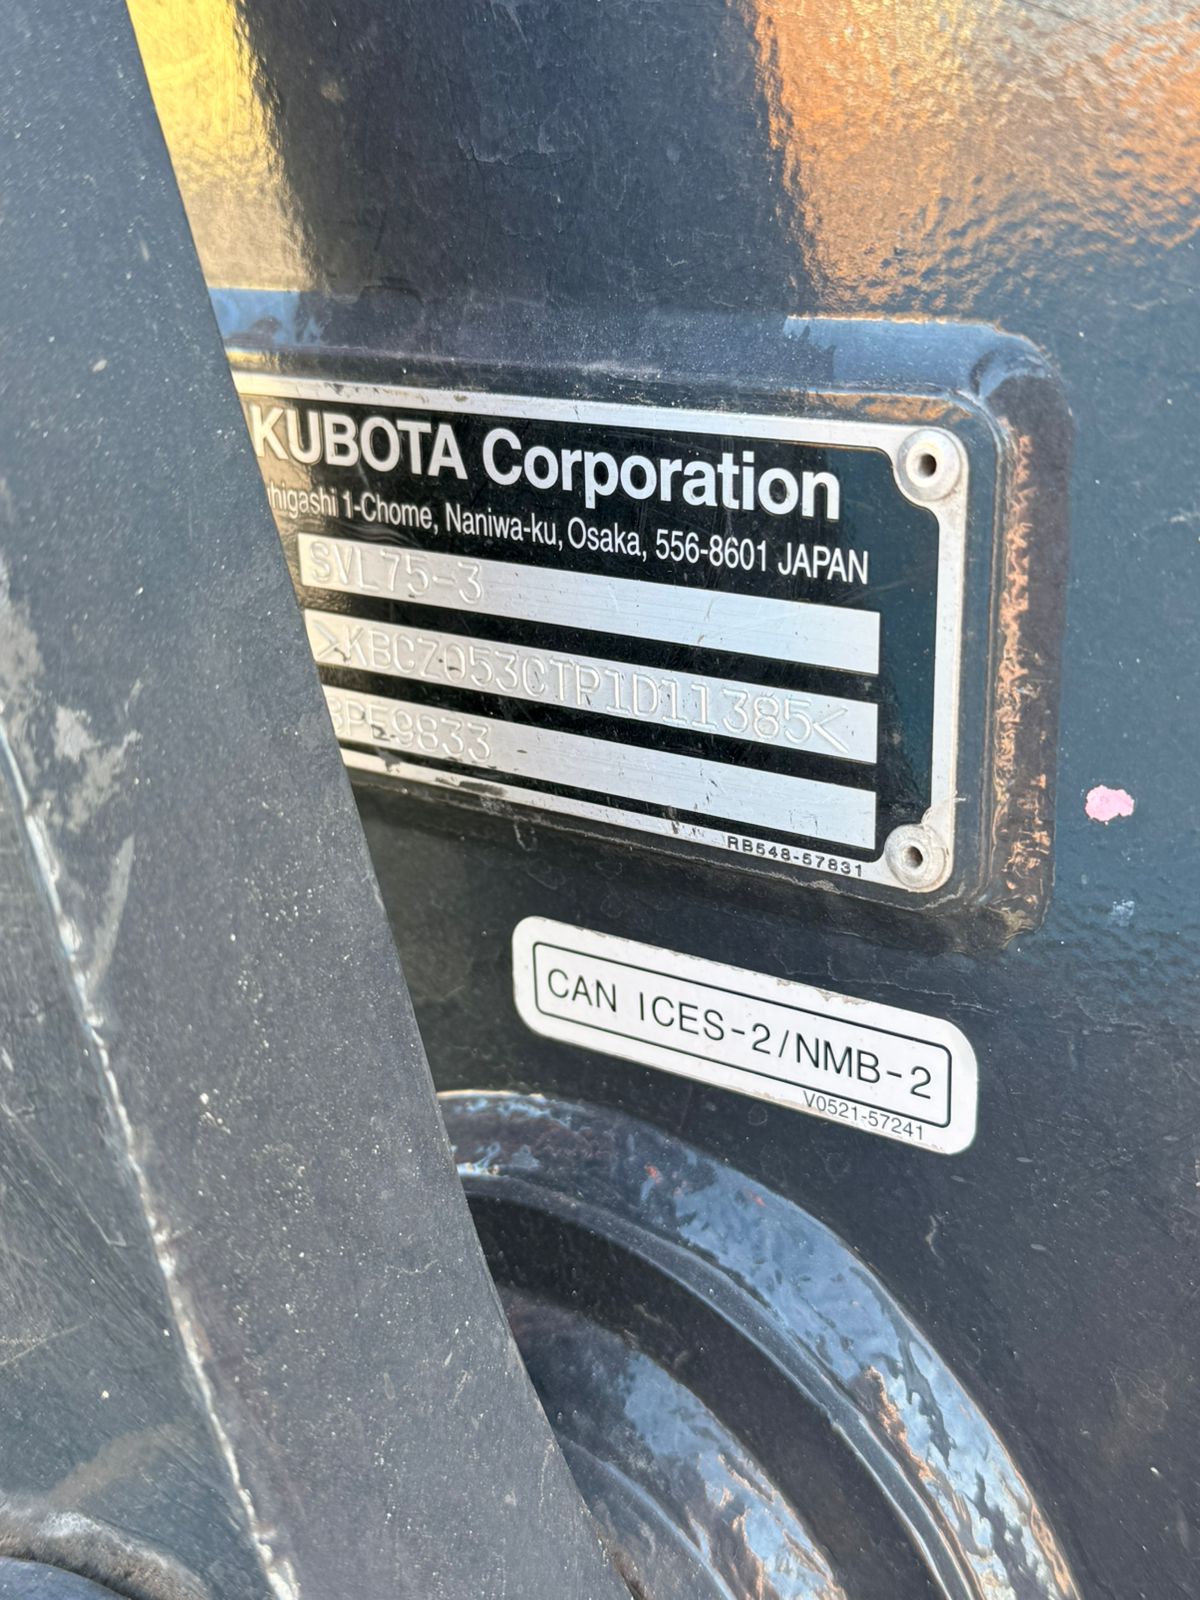 KUBOTA Corporation
higashi 1-Chome, Naniwa-ku, Osaka, 556-8601 JAPAN
SVL75-3
>KBCZ053CTP1D11385<
9833
RB548-57831
CAN ICES-2/NMB-2
V0521-57241